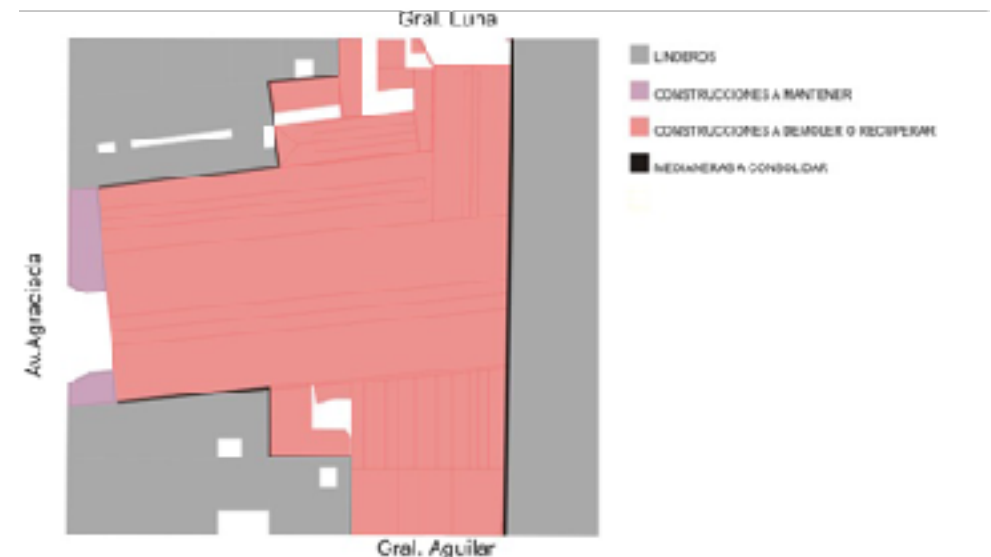 Gral. Luna
LINDEROS
CONSTRUCCIONES A MANTENER
CONSTRUCCIONES A DEMOLER O RECUPERAR
MEDIANERAS A CONSOLIDAR
Av.Agraciada
Gral. Aguilar